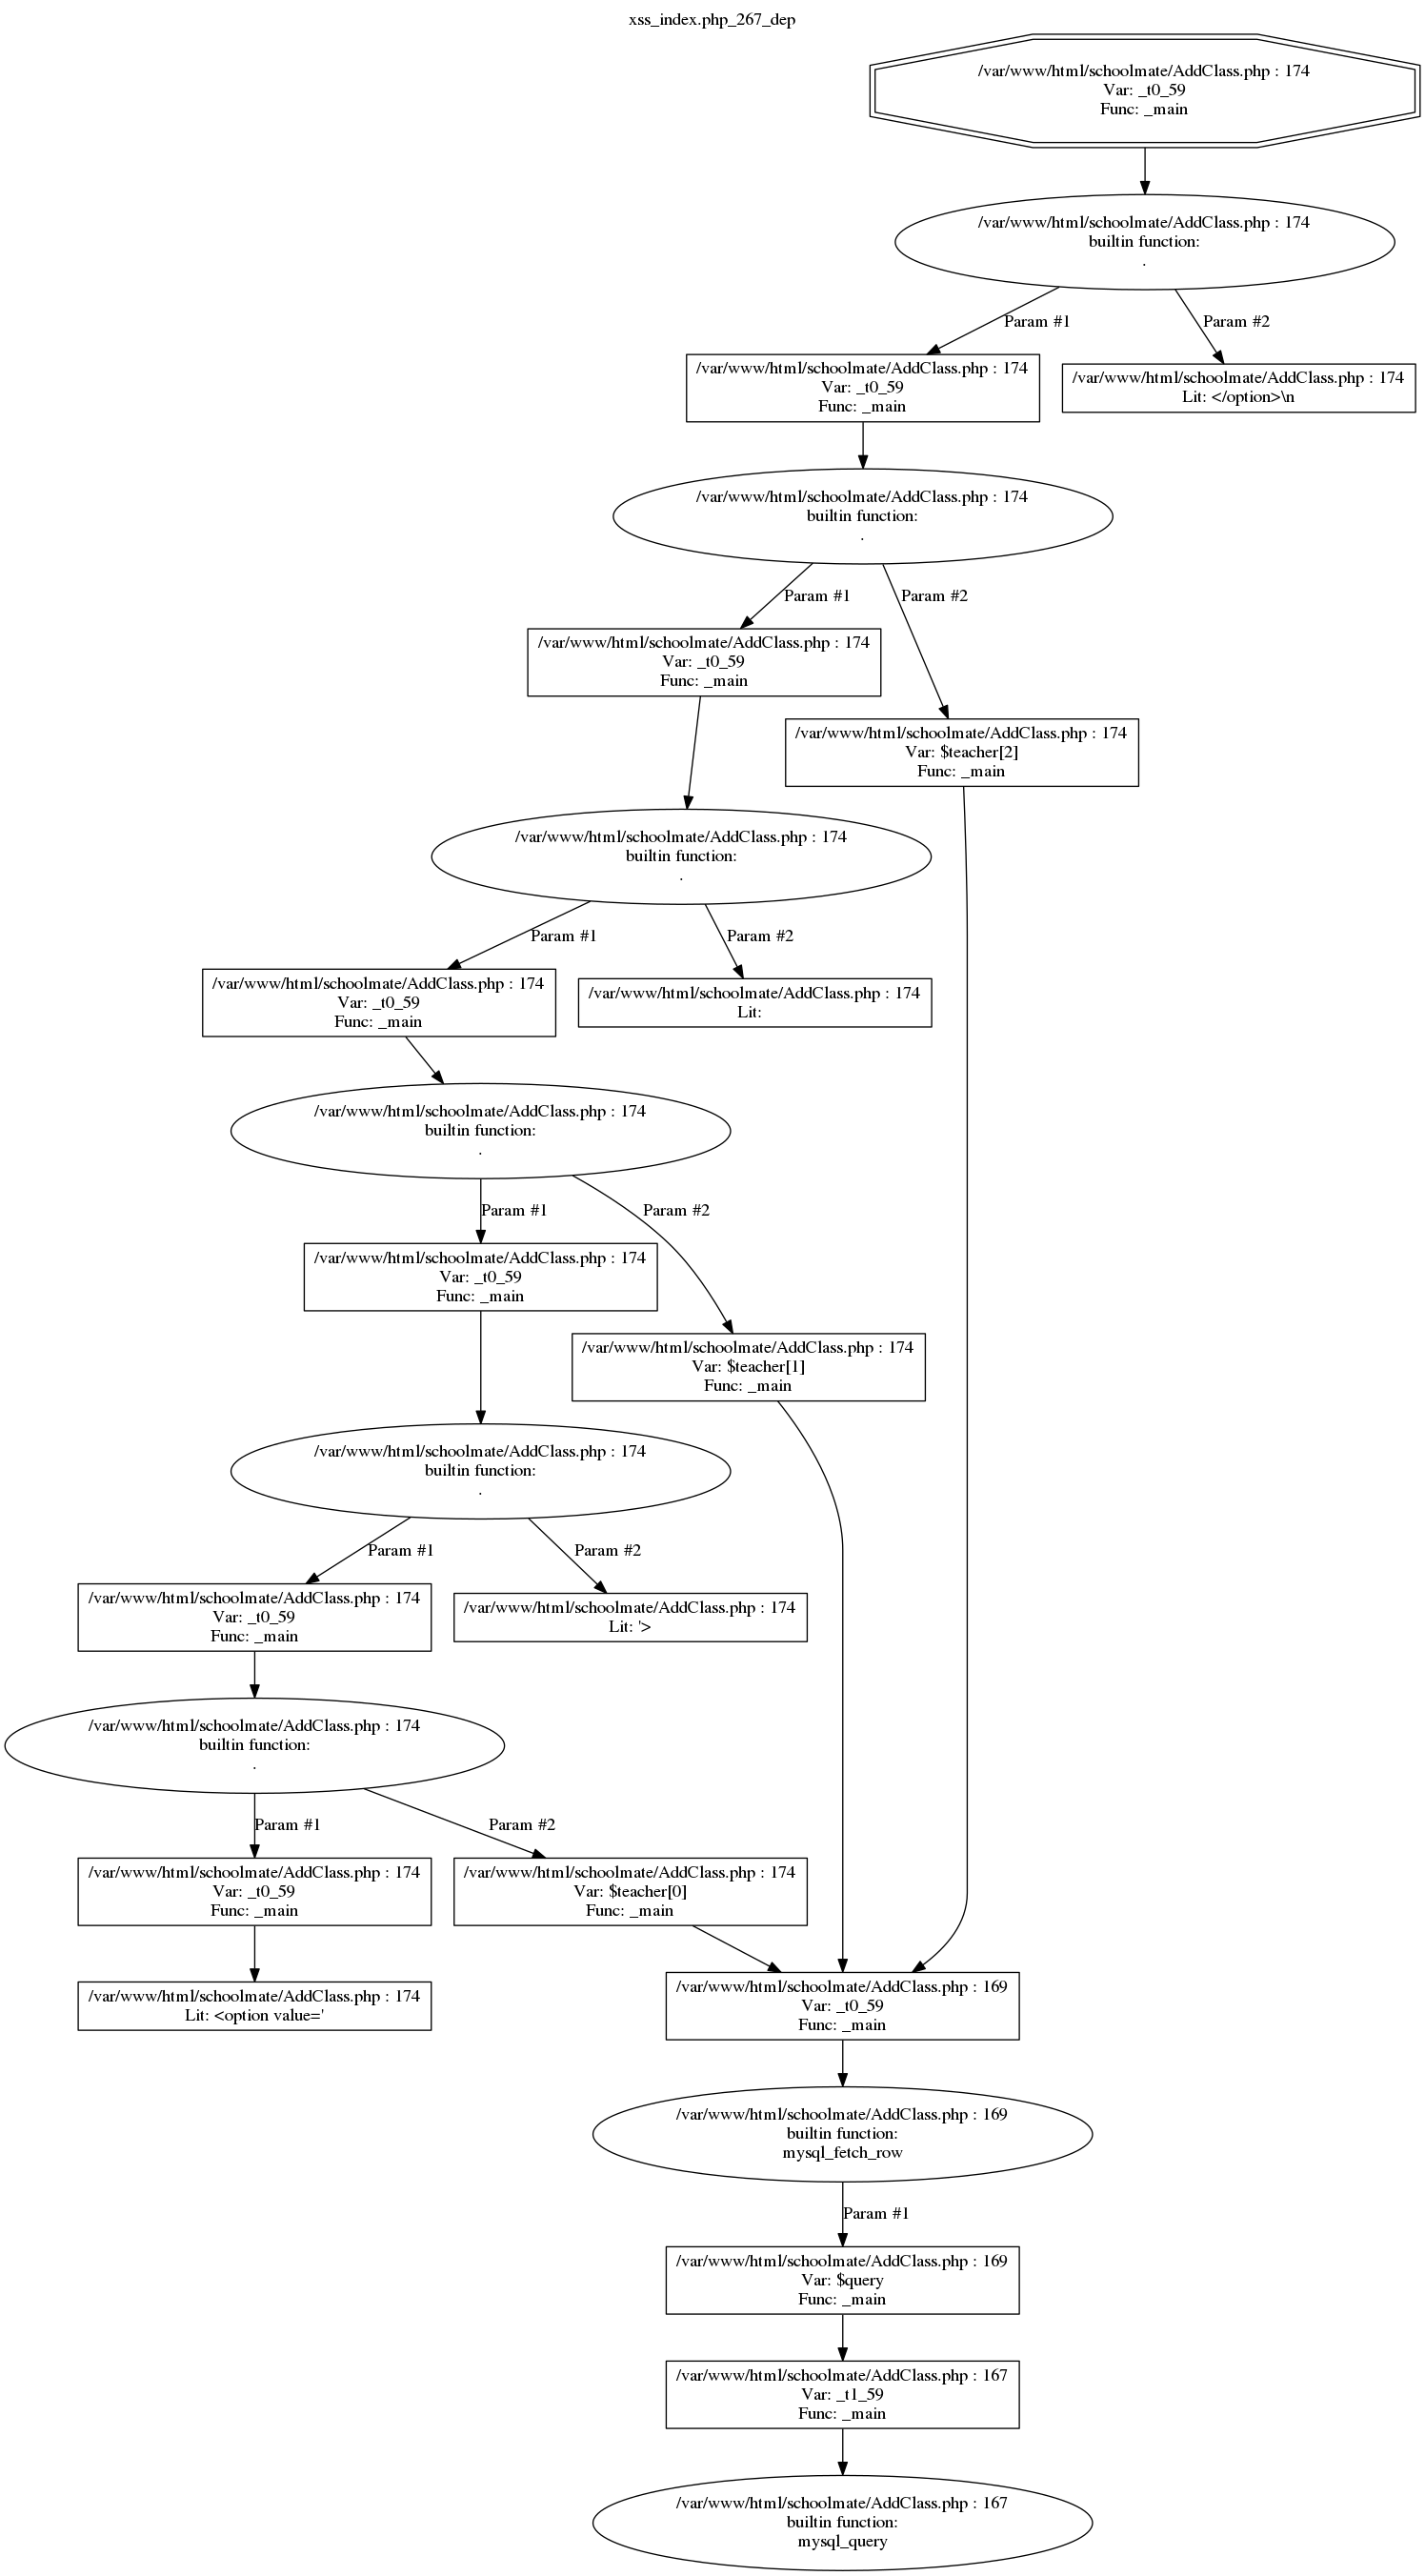 xss_index.php_267_dep
/var/www/html/schoolmate/AddClass.php : 174
Var: _t0_59
Func: _main
/var/www/html/schoolmate/AddClass.php : 174
builtin function:
.
Param #1
Param #2
/var/www/html/schoolmate/AddClass.php : 174
Var: _t0_59
Func: _main
/var/www/html/schoolmate/AddClass.php : 174
Lit: </option>\n
/var/www/html/schoolmate/AddClass.php : 174
builtin function:
.
Param #1
Param #2
/var/www/html/schoolmate/AddClass.php : 174
Var: _t0_59
Func: _main
/var/www/html/schoolmate/AddClass.php : 174
Var: $teacher[2]
Func: _main
/var/www/html/schoolmate/AddClass.php : 174
builtin function:
.
Param #1
Param #2
/var/www/html/schoolmate/AddClass.php : 174
Var: _t0_59
Func: _main
/var/www/html/schoolmate/AddClass.php : 174
Lit:
/var/www/html/schoolmate/AddClass.php : 174
builtin function:
.
Param #1
Param #2
/var/www/html/schoolmate/AddClass.php : 174
Var: _t0_59
Func: _main
/var/www/html/schoolmate/AddClass.php : 174
Var: $teacher[1]
Func: _main
/var/www/html/schoolmate/AddClass.php : 174
builtin function:
.
Param #1
Param #2
/var/www/html/schoolmate/AddClass.php : 174
Var: _t0_59
Func: _main
/var/www/html/schoolmate/AddClass.php : 174
Lit: '>
/var/www/html/schoolmate/AddClass.php : 174
builtin function:
.
Param #1
Param #2
/var/www/html/schoolmate/AddClass.php : 174
Var: _t0_59
Func: _main
/var/www/html/schoolmate/AddClass.php : 174
Var: $teacher[0]
Func: _main
/var/www/html/schoolmate/AddClass.php : 174
Lit: <option value='
/var/www/html/schoolmate/AddClass.php : 169
Var: _t0_59
Func: _main
/var/www/html/schoolmate/AddClass.php : 169
builtin function:
mysql_fetch_row
Param #1
/var/www/html/schoolmate/AddClass.php : 169
Var: $query
Func: _main
/var/www/html/schoolmate/AddClass.php : 167
Var: _t1_59
Func: _main
/var/www/html/schoolmate/AddClass.php : 167
builtin function:
mysql_query